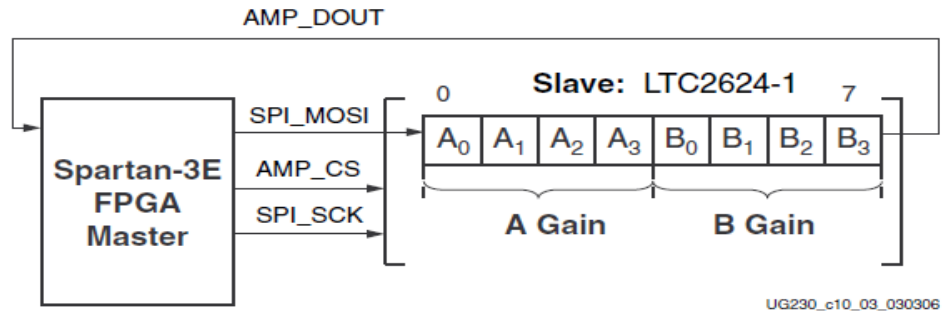 AMP_DOUT
Slave: LTC2624-1
0 7
SPI_MOSI
A0 A1 A2 A3 B0 B1 B2 B3
Spartan-3E
FPGA
Master
AMP_CS
SPI_SCK
A Gain B Gain
UG230_c10_03_030306